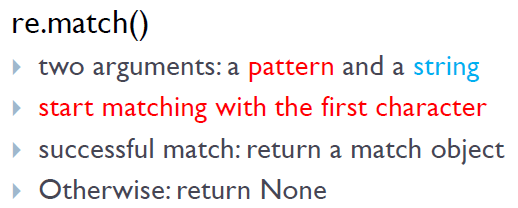 re.match()
two arguments: a pattern and a string
start matching with the first character
successful match: return a match object
Otherwise: return None